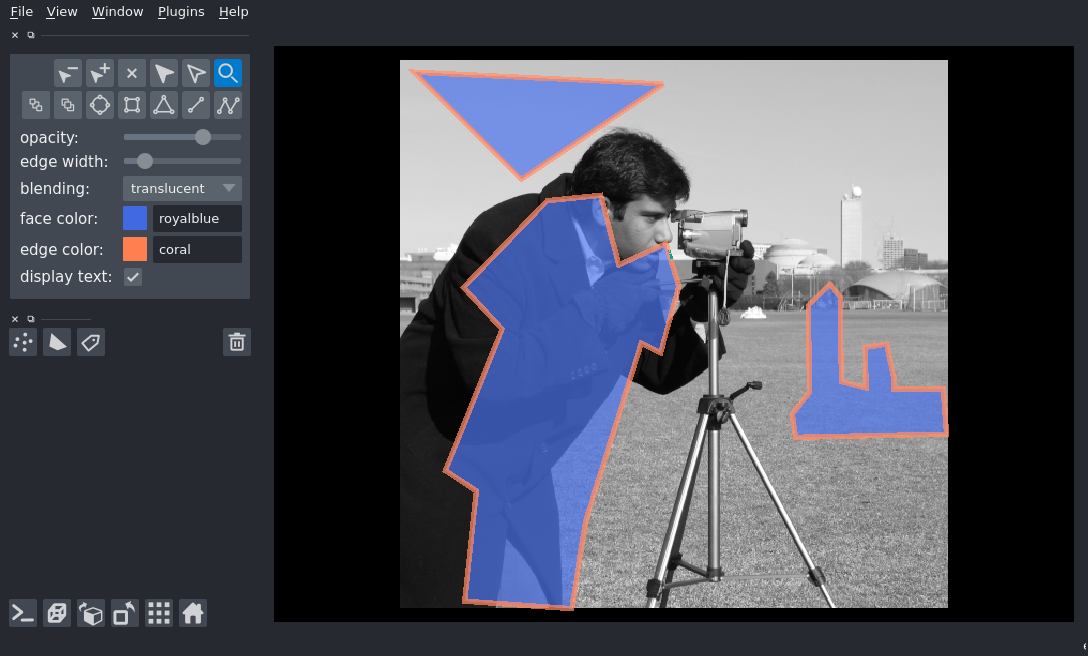 File View Window Plugins Help
opacity:
edge width:
blending: translucent
face color: royalblue
edge color: coral
display text: